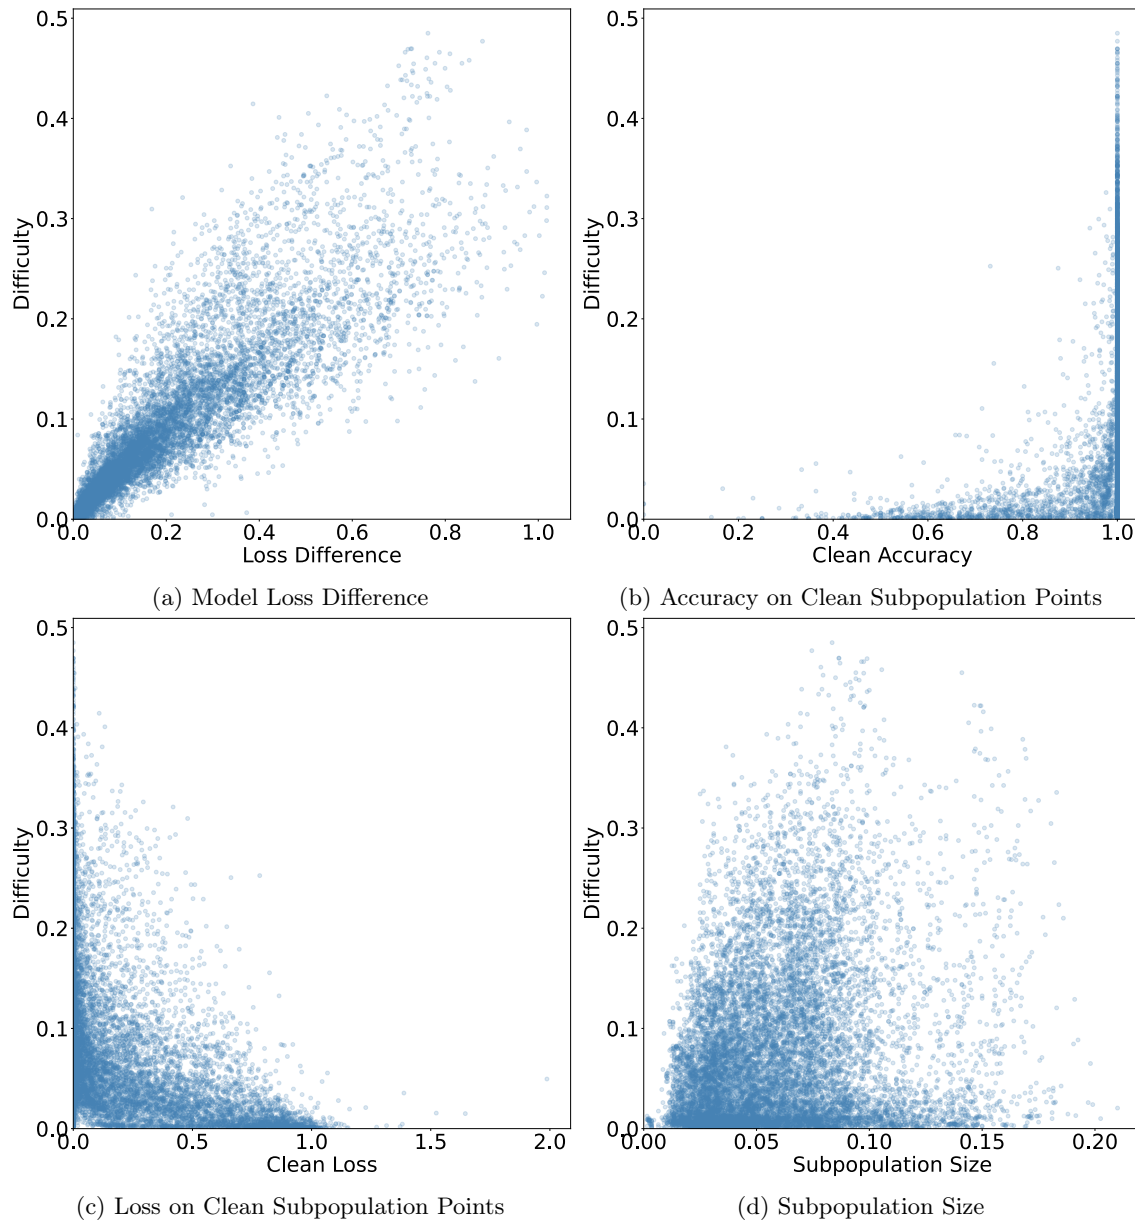 0.5
0.4
0.3
0.2
0.1
0.0
Difficulty
0.0 0.2 0.4 0.6 0.8 1.0
Loss Difference
(a) Model Loss Difference
0.5
0.4
0.3
0.2
0.1
0.0
Difficulty
0.0 0.2 0.4 0.6 0.8 1.0
Clean Accuracy
(b) Accuracy on Clean Subpopulation Points
0.5
0.4
0.3
0.2
0.1
0.0
Difficulty
0.0 0.5 1.0 1.5 2.0
Clean Loss
(c) Loss on Clean Subpopulation Points
0.5
0.4
0.3
0.2
0.1
0.0
Difficulty
0.00 0.05 0.10 0.15 0.20
Subpopulation Size
(d) Subpopulation Size